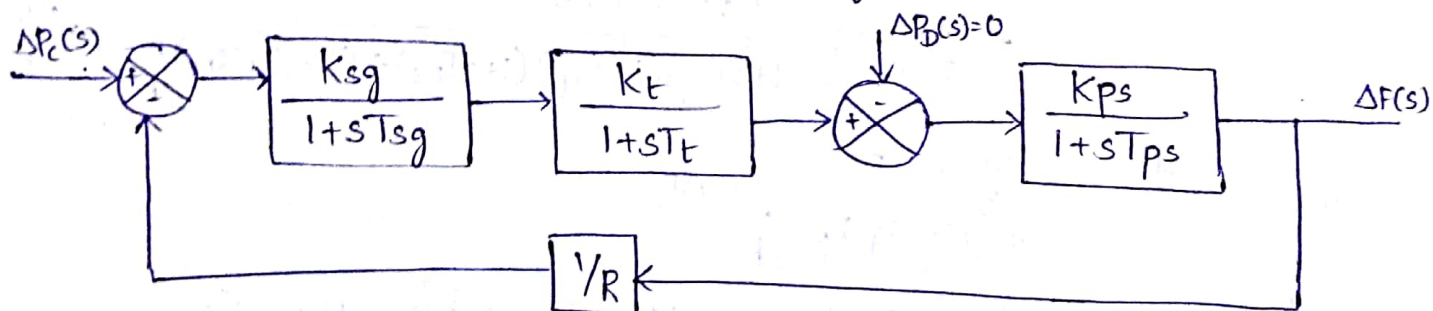 ΔPc(s)
+
-
Ksg
1+sTsg
Kt
1+sTt
ΔPD(s)=0
-
+
Kps
1+sTps
ΔF(s)
1/R